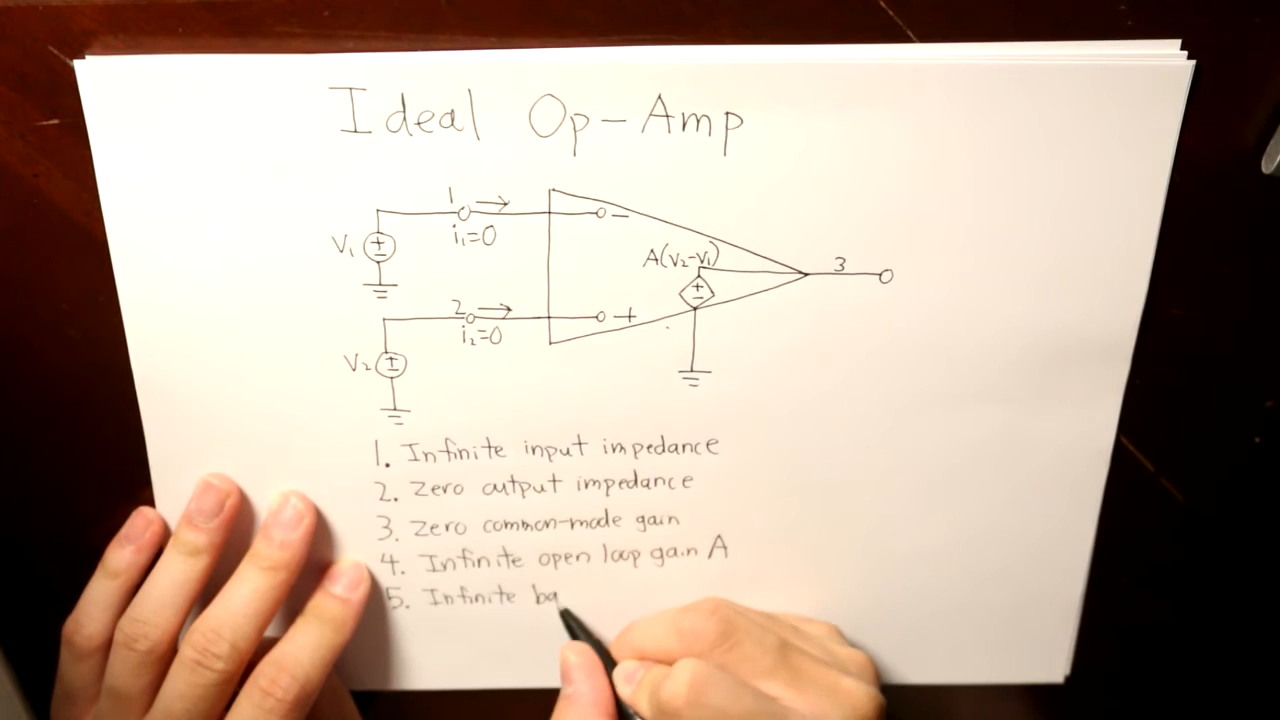 Ideal Op-Amp
1
i₁=0
V₁
−
A(v₂-v₁)
3
2
i₂=0
+
V₂
1. Infinite input impedance
2. Zero output impedance
3. Zero common-mode gain
4. Infinite open loop gain A
5. Infinite ba